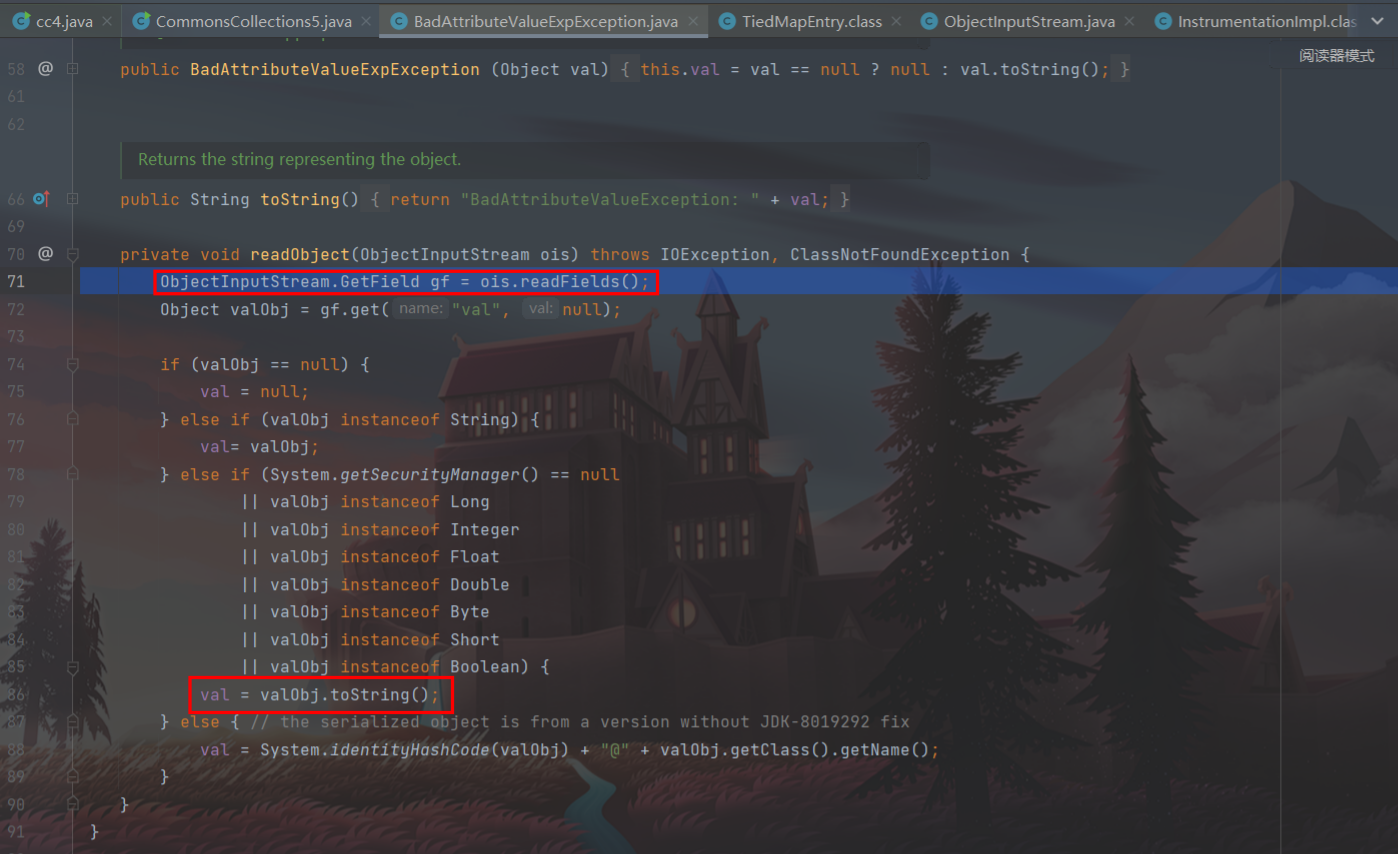 cc4.java CommonsCollections5.java BadAttributeValueExpException.java TiedMapEntry.class ObjectInputStream.java InstrumentationImpl.clas
阅读器模式
58 @ public BadAttributeValueExpException (Object val) { this.val = val == null ? null : val.toString(); }
61
62
Returns the string representing the object.
66 public String toString() { return "BadAttributeValueException: " + val; }
69
70 @ private void readObject(ObjectInputStream ois) throws IOException, ClassNotFoundException {
71 ObjectInputStream.GetField gf = ois.readFields();
72 Object valObj = gf.get( name: "val", val: null);
73
74 if (valObj == null) {
75 val = null;
76 } else if (valObj instanceof String) {
77 val= valObj;
78 } else if (System.getSecurityManager() == null
79 || valObj instanceof Long
80 || valObj instanceof Integer
81 || valObj instanceof Float
82 || valObj instanceof Double
83 || valObj instanceof Byte
84 || valObj instanceof Short
85 || valObj instanceof Boolean) {
86 val = valObj.toString();
87 } else { // the serialized object is from a version without JDK-8019292 fix
88 val = System.identityHashCode(valObj) + "@" + valObj.getClass().getName();
89 }
90 }
91 }